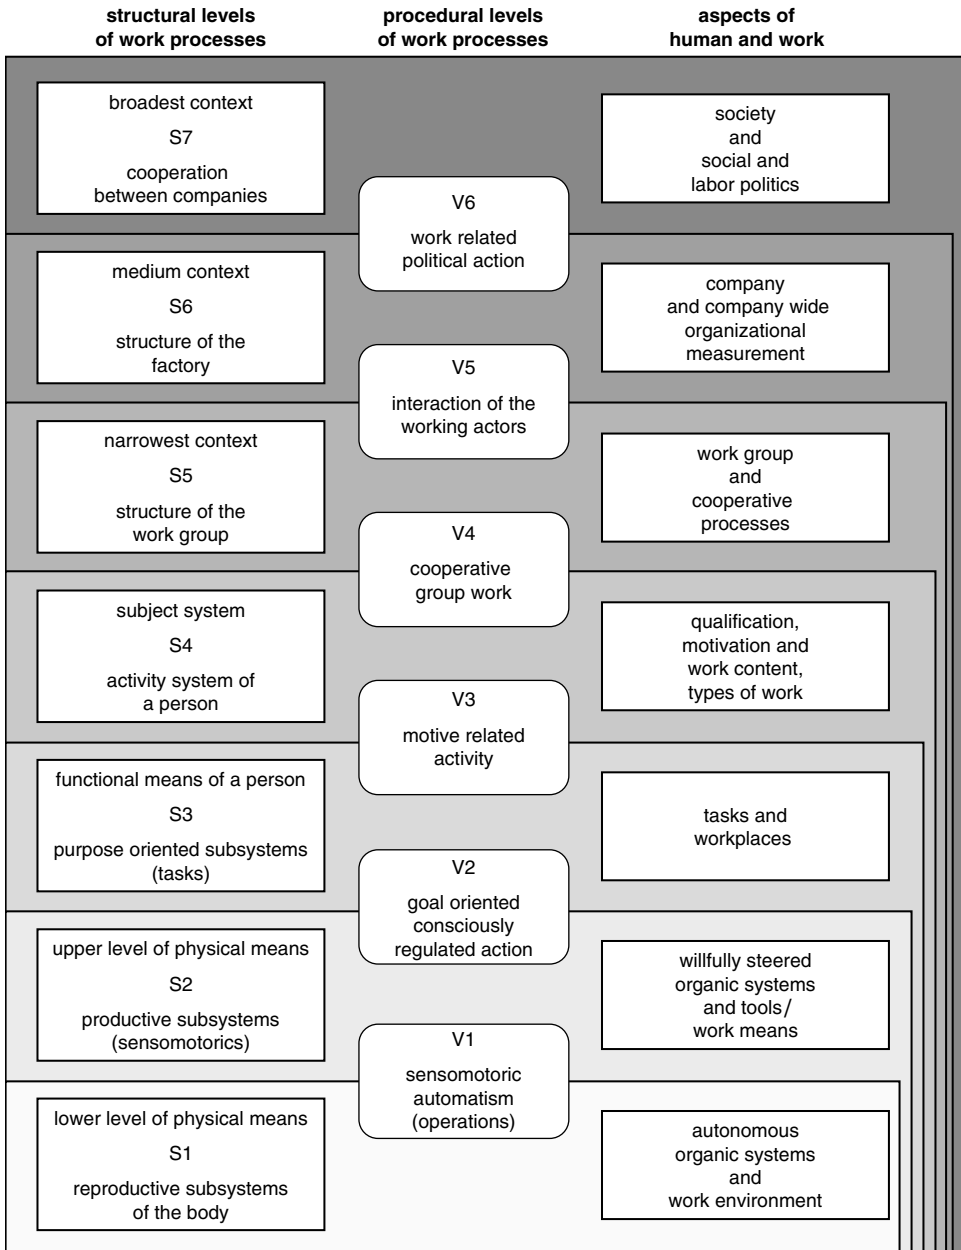 structural levels
of work processes
procedural levels
of work processes
aspects of
human and work
broadest context
S7
cooperation
between companies
V6
work related
political action
society
and
social and
labor politics
medium context
S6
structure of the
factory
V5
interaction of the
working actors
company
and company wide
organizational
measurement
narrowest context
S5
structure of the
work group
V4
cooperative
group work
work group
and
cooperative
processes
subject system
S4
activity system of
a person
V3
motive related
activity
qualification,
motivation and
work content,
types of work
functional means of a person
S3
purpose oriented subsystems
(tasks)
V2
goal oriented
consciously
regulated action
tasks and
workplaces
upper level of physical means
S2
productive subsystems
(sensomotorics)
V1
sensomotoric
automatism
(operations)
willfully steered
organic systems
and tools/
work means
lower level of physical means
S1
reproductive subsystems
of the body
autonomous
organic systems
and
work environment